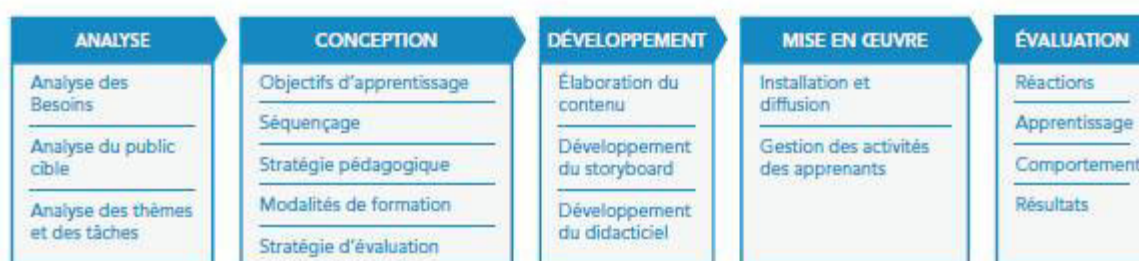 ANALYSE
Analyse des
Besoins
Analyse du public
cible
Analyse des thèmes
et des tâches
CONCEPTION
Objectifs d'apprentissage
Séquençage
Stratégie pédagogique
Modalités de formation
Stratégie d'évaluation
DÉVELOPPEMENT
Élaboration du
contenu
Développement
du storyboard
Développement
du didacticiel
MISE EN ŒUVRE
Installation et
diffusion
Gestion des activités
des apprenants
ÉVALUATION
Réactions
Apprentissage
Comportement
Résultats